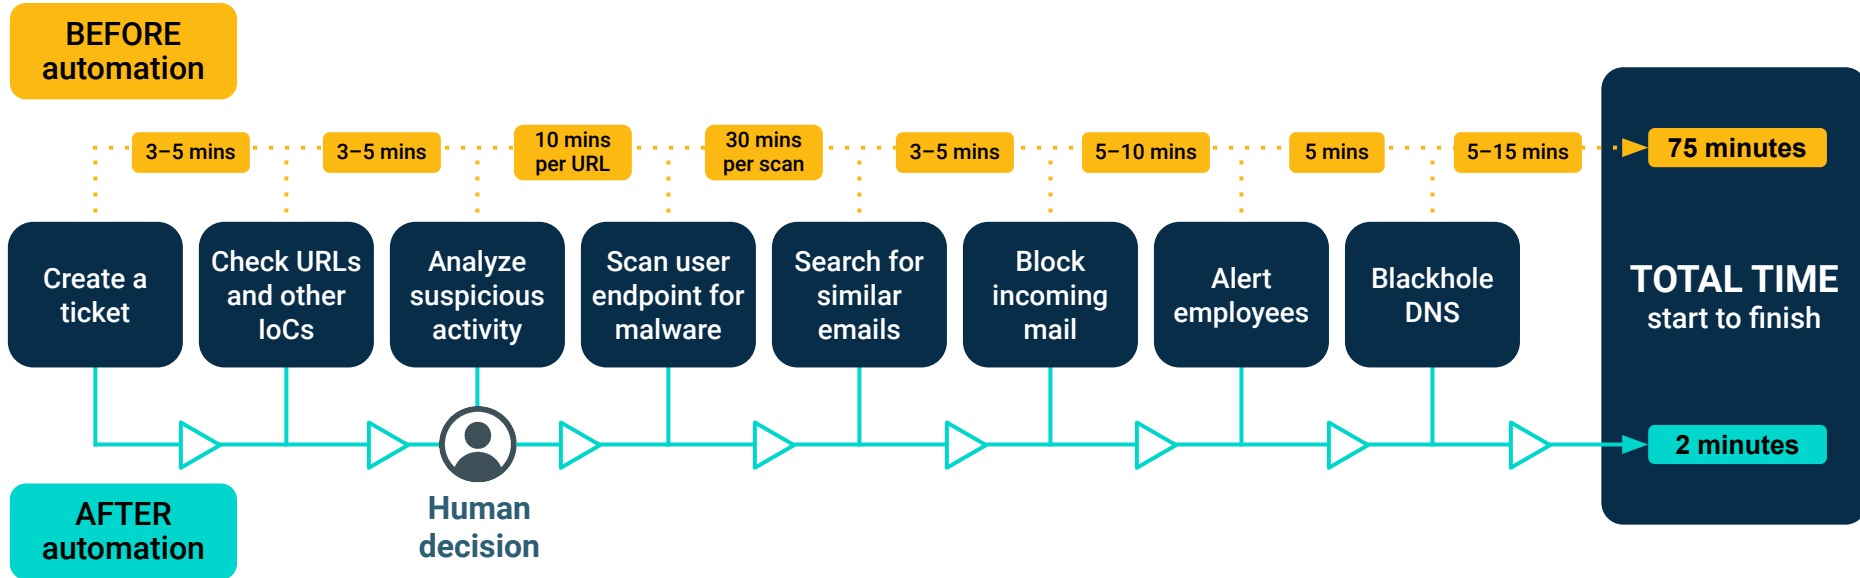 BEFORE
automation
3–5 mins
3–5 mins
10 mins
per URL
30 mins
per scan
3–5 mins
5–10 mins
5 mins
5–15 mins
75 minutes
Create a
ticket
Check URLs
and other
IoCs
Analyze
suspicious
activity
Scan user
endpoint for
malware
Search for
similar
emails
Block
incoming
mail
Alert
employees
Blackhole
DNS
TOTAL TIME
start to finish
2 minutes
Human
decision
AFTER
automation